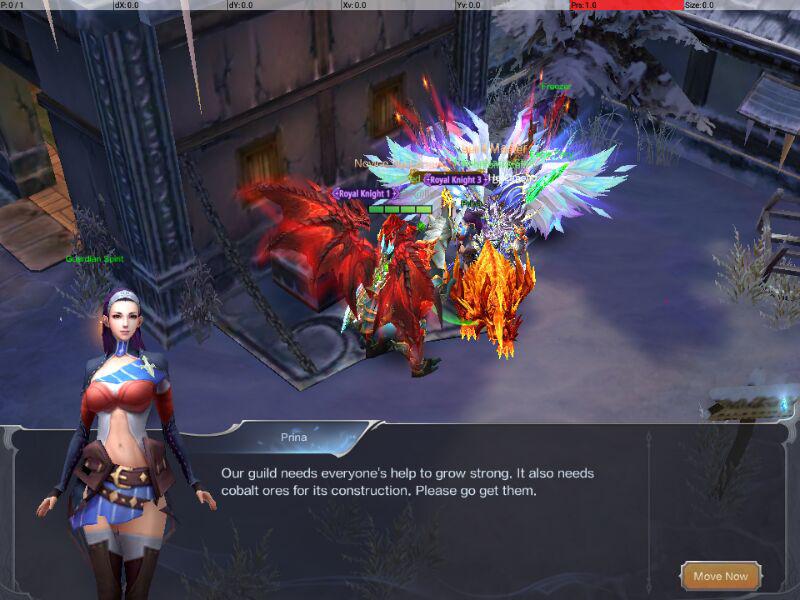 P: 0 / 1 dX: 0.0 dY: 0.0 Xv: 0.0 Yv: 0.0 Prs: 1.0 Size: 0.0
Freezer
Royal Knight 3
Royal Knight 1
Guardian Spirit
Prina
Our guild needs everyone's help to grow strong. It also needs
cobalt ores for its construction. Please go get them.
Move Now